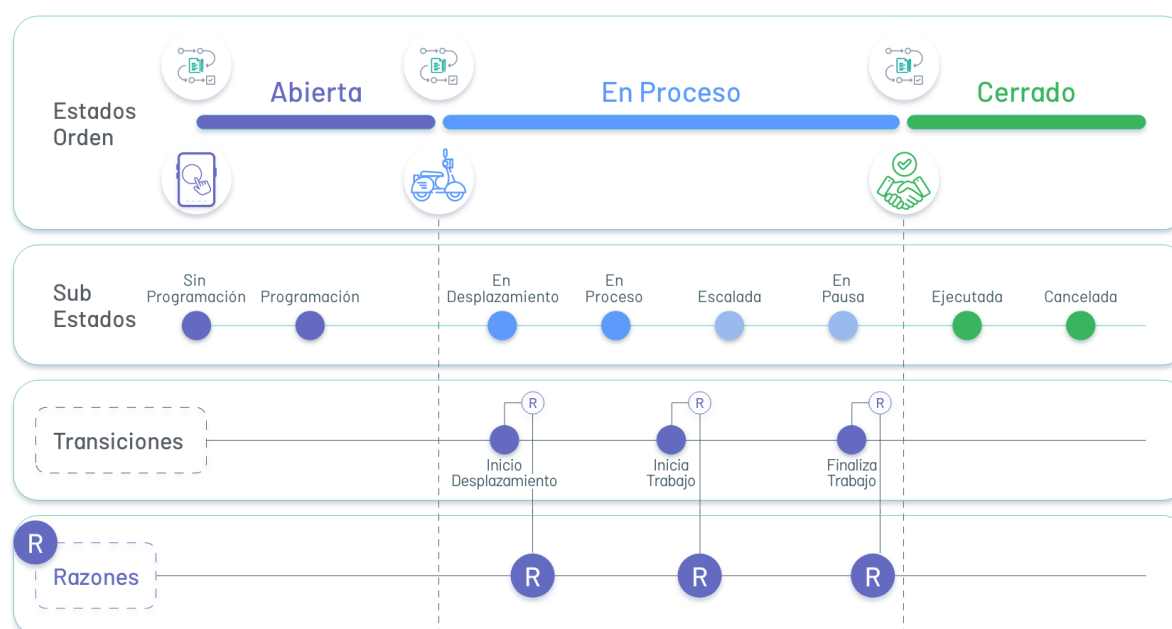 Abierta
En Proceso
Cerrado
Estados
Orden
Sub
Estados
Sin
Programación
Programación
En
Desplazamiento
En
Proceso
Escalada
En
Pausa
Ejecutada
Cancelada
Transiciones
R
R
R
Inicio
Desplazamiento
Inicia
Trabajo
Finaliza
Trabajo
R
Razones
R
R
R